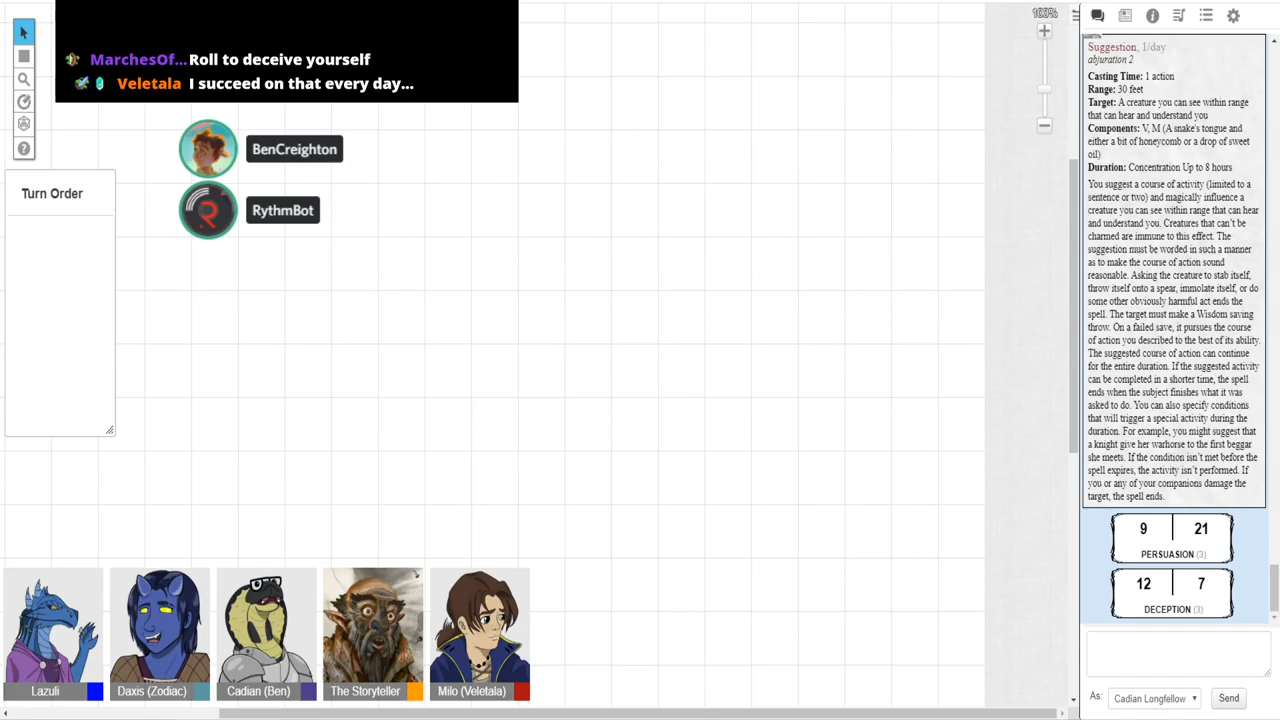 MarchesOf... Roll to deceive yourself
Veletala I succeed on that every day...
BenCreighton
RythmBot
Turn Order
100%
Suggestion, 1/day
abjuration 2
Casting Time: 1 action
Range: 30 feet
Target: A creature you can see within range
that can hear and understand you
Components: V, M (A snake's tongue and
either a bit of honeycomb or a drop of sweet
oil)
Duration: Concentration Up to 8 hours
You suggest a course of activity (limited to a
sentence or two) and magically influence a
creature you can see within range that can hear
and understand you. Creatures that can't be
charmed are immune to this effect. The
suggestion must be worded in such a manner
as to make the course of action sound
reasonable. Asking the creature to stab itself,
throw itself onto a spear, immolate itself, or do
some other obviously harmful act ends the
spell. The target must make a Wisdom saving
throw. On a failed save, it pursues the course
of action you described to the best of its ability.
The suggested course of action can continue
for the entire duration. If the suggested activity
can be completed in a shorter time, the spell
ends when the subject finishes what it was
asked to do. You can also specify conditions
that will trigger a special activity during the
duration. For example, you might suggest that
a knight give her warhorse to the first beggar
she meets. If the condition isn't met before the
spell expires, the activity isn't performed. If
you or any of your companions damage the
target, the spell ends.
9 21
PERSUASION (3)
12 7
DECEPTION (3)
As: Cadian Longfellow Send
Lazuli
Daxis (Zodiac)
Cadian (Ben)
The Storyteller
Milo (Veletala)